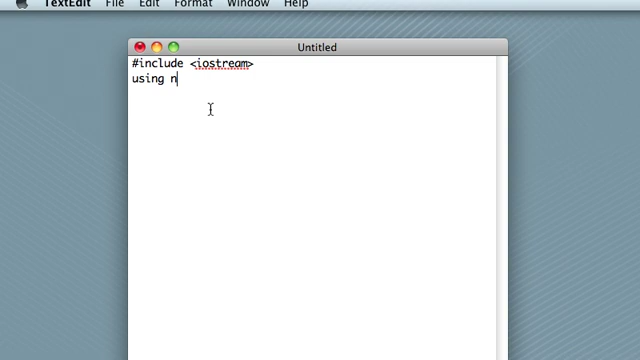 TextEdit File Edit Format Window Help
Untitled
#include <iostream>
using n